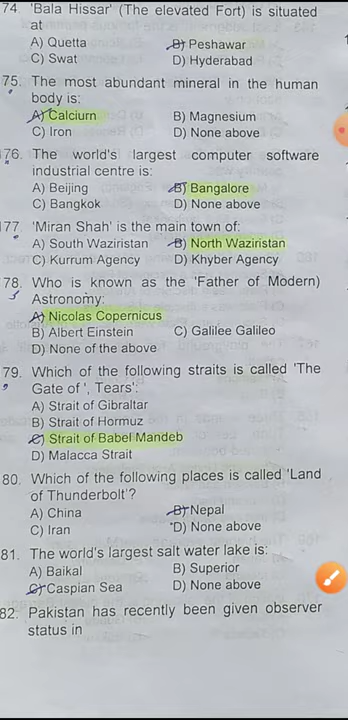 74. 'Bala Hissar' (The elevated Fort) is situated
at
A) Quetta B) Peshawar
C) Swat D) Hyderabad
75. The most abundant mineral in the human
body is:
A) Calcium B) Magnesium
C) Iron D) None above
176. The world's largest computer software
industrial centre is:
A) Beijing B) Bangalore
C) Bangkok D) None above
177. 'Miran Shah' is the main town of:
A) South Waziristan B) North Waziristan
C) Kurrum Agency D) Khyber Agency
78. Who is known as the 'Father of Modern)
Astronomy:
A) Nicolas Copernicus
B) Albert Einstein C) Galilee Galileo
D) None of the above
79. Which of the following straits is called 'The
Gate of ', Tears':
A) Strait of Gibraltar
B) Strait of Hormuz
C) Strait of Babel Mandeb
D) Malacca Strait
80. Which of the following places is called 'Land
of Thunderbolt'?
A) China B) Nepal
C) Iran D) None above
81. The world's largest salt water lake is:
A) Baikal B) Superior
C) Caspian Sea D) None above
82. Pakistan has recently been given observer
status in